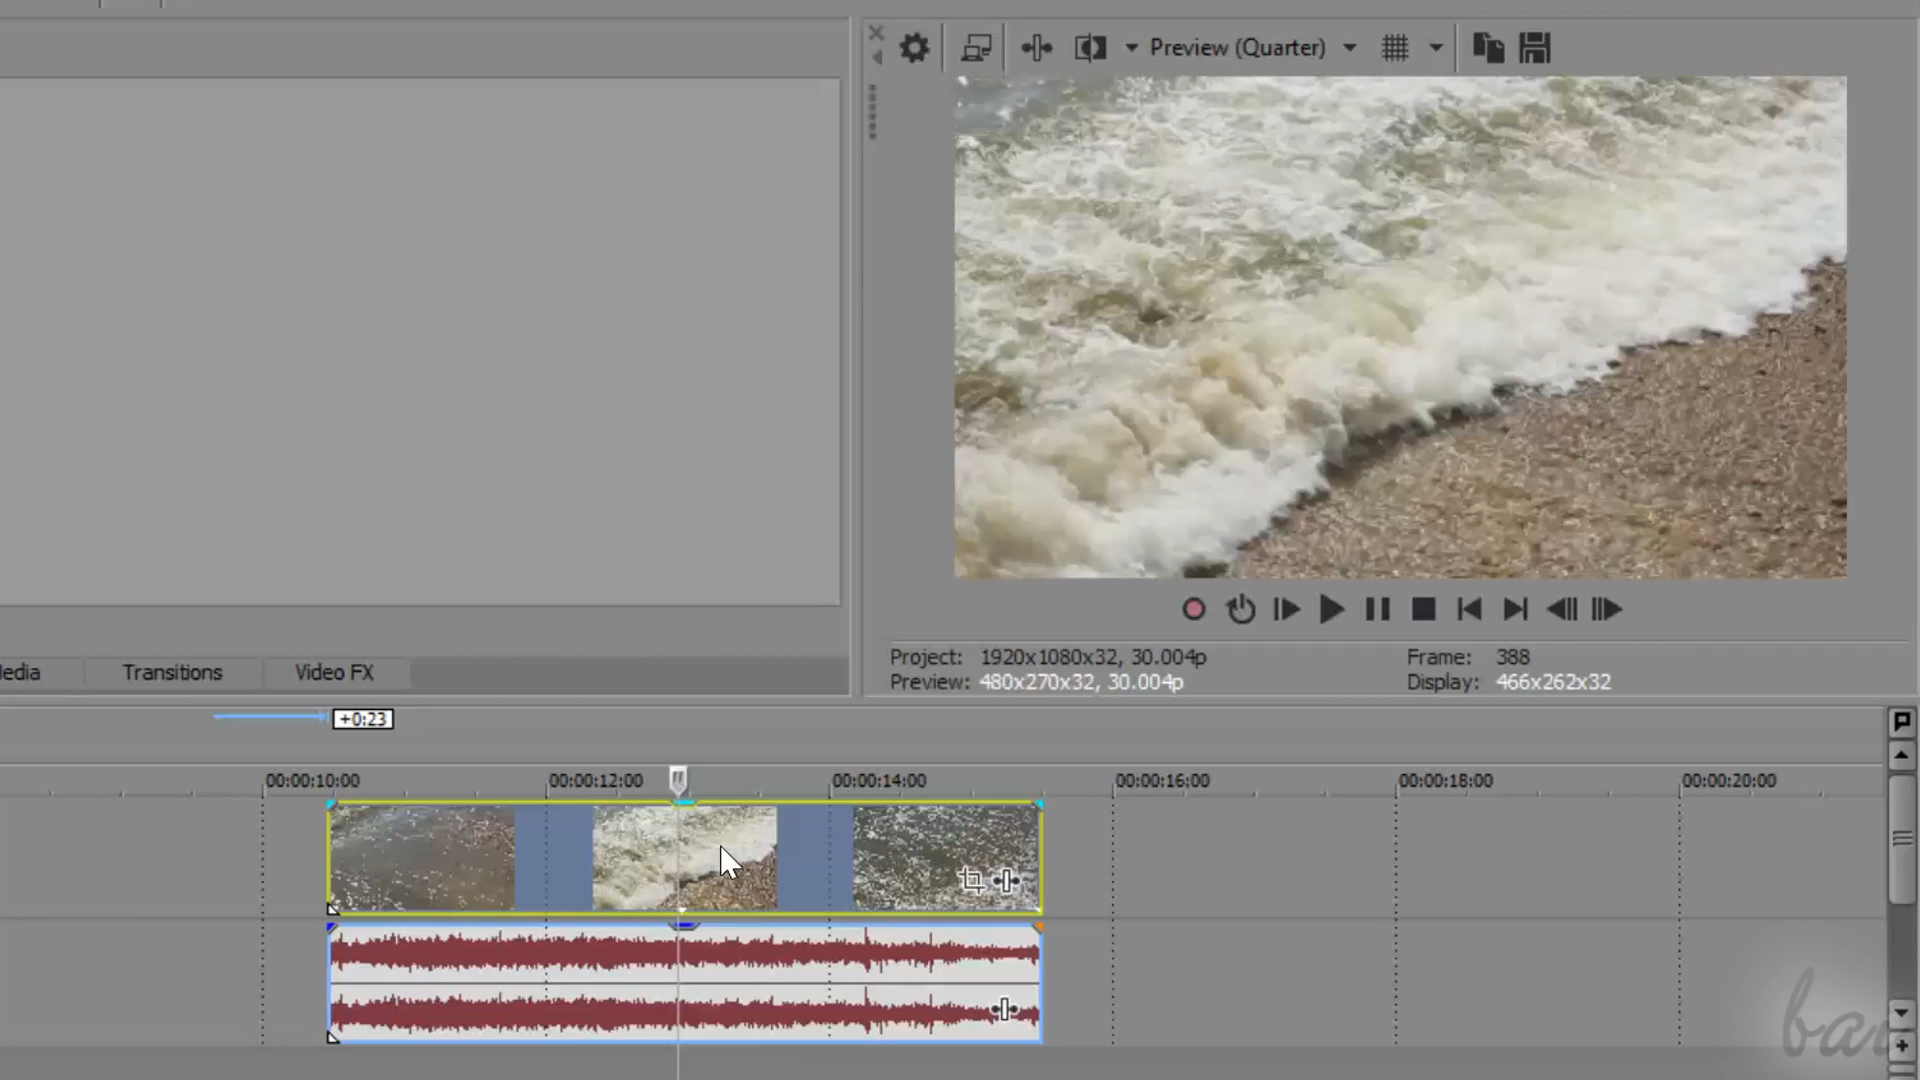 Preview (Quarter)
Project: 1920x1080x32, 30.004p
Frame: 388
Preview: 480x270x32, 30.004p
Display: 466x262x32
edia
Transitions
Video FX
+0:23
00:00:10:00
00:00:12:00
00:00:14:00
00:00:16:00
00:00:18:00
00:00:20:00
ba